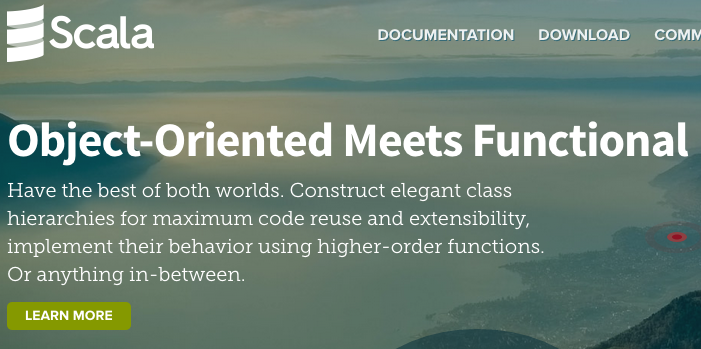 Scala
DOCUMENTATION DOWNLOAD COMM
Object-Oriented Meets Functional
Have the best of both worlds. Construct elegant class
hierarchies for maximum code reuse and extensibility,
implement their behavior using higher-order functions.
Or anything in-between.
LEARN MORE